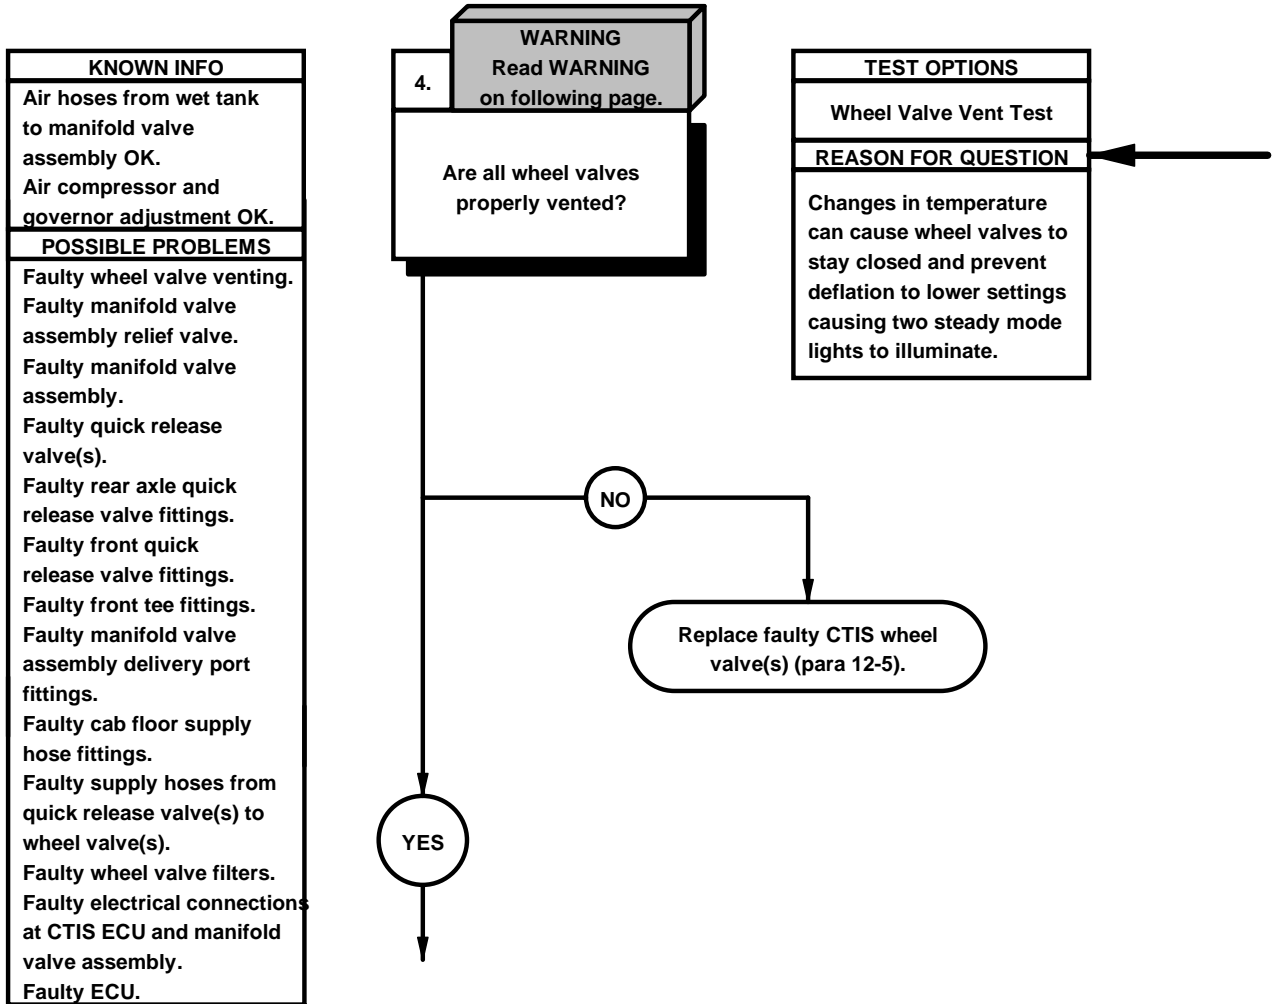 KNOWN INFO
Air hoses from wet tank
to manifold valve
assembly OK.
Air compressor and
governor adjustment OK.
POSSIBLE PROBLEMS
Faulty wheel valve venting.
Faulty manifold valve
assembly relief valve.
Faulty manifold valve
assembly.
Faulty quick release
valve(s).
Faulty rear axle quick
release valve fittings.
Faulty front quick
release valve fittings.
Faulty front tee fittings.
Faulty manifold valve
assembly delivery port
fittings.
Faulty cab floor supply
hose fittings.
Faulty supply hoses from
quick release valve(s) to
wheel valve(s).
Faulty wheel valve filters.
Faulty electrical connections
at CTIS ECU and manifold
valve assembly.
Faulty ECU.
WARNING
Read WARNING
on following page.
4.
Are all wheel valves
properly vented?
NO
Replace faulty CTIS wheel
valve(s) (para 12-5).
YES
TEST OPTIONS
Wheel Valve Vent Test
REASON FOR QUESTION
Changes in temperature
can cause wheel valves to
stay closed and prevent
deflation to lower settings
causing two steady mode
lights to illuminate.